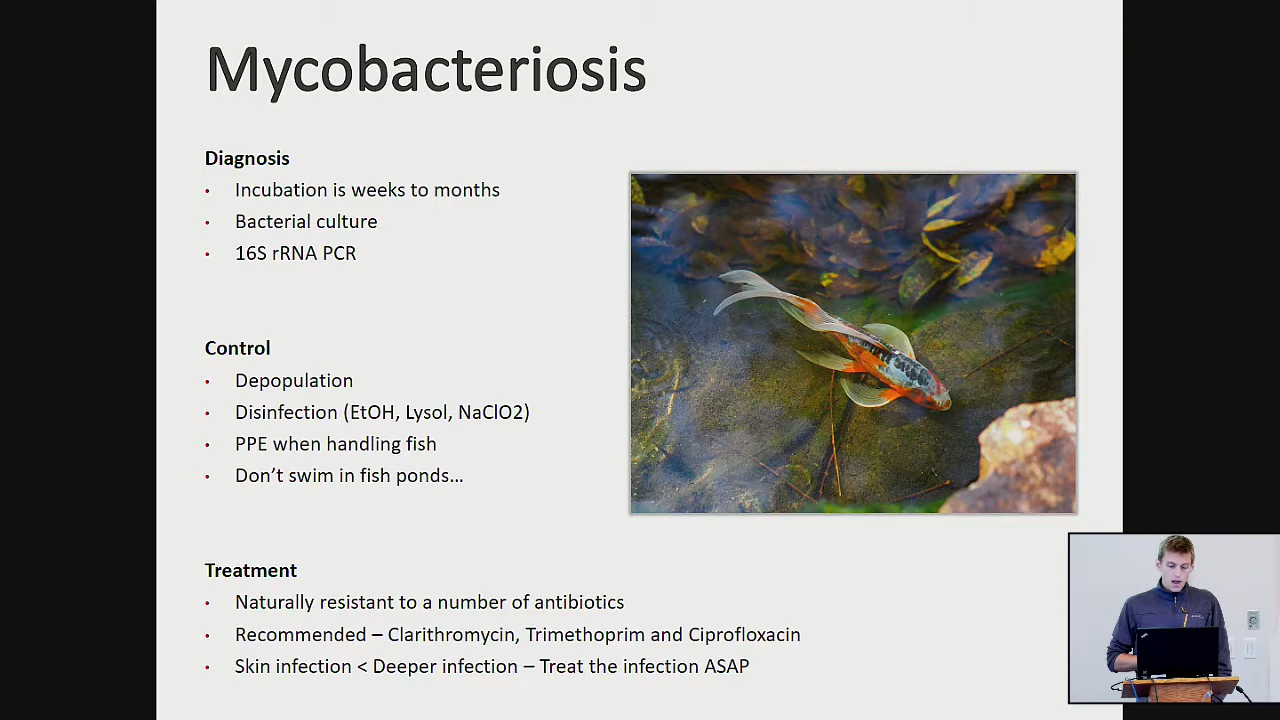 Mycobacteriosis
Diagnosis
• Incubation is weeks to months
• Bacterial culture
• 16S rRNA PCR
Control
• Depopulation
• Disinfection (EtOH, Lysol, NaClO2)
• PPE when handling fish
• Don’t swim in fish ponds…
Treatment
• Naturally resistant to a number of antibiotics
• Recommended – Clarithromycin, Trimethoprim and Ciprofloxacin
• Skin infection < Deeper infection – Treat the infection ASAP